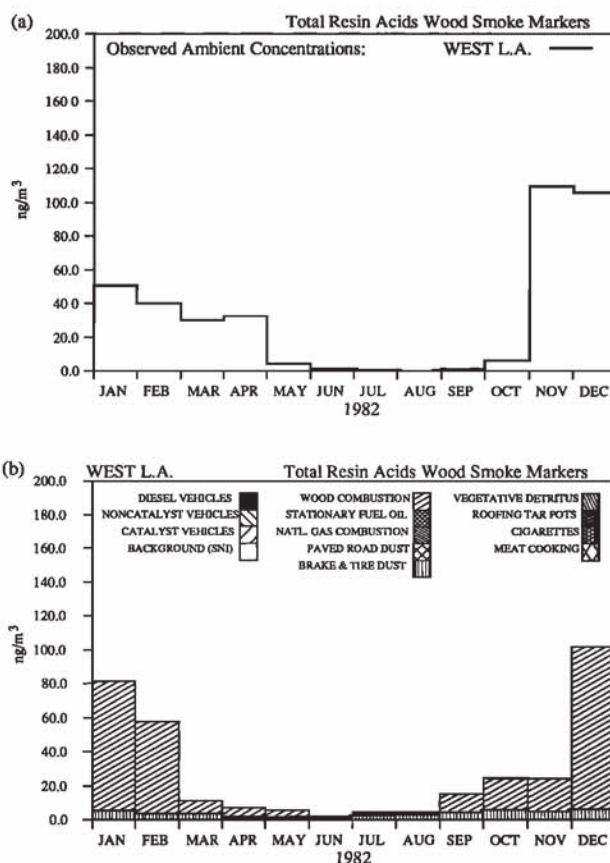 (a)
Total Resin Acids Wood Smoke Markers
Observed Ambient Concentrations: WEST L.A.
200.0
180.0
160.0
140.0
120.0
100.0
80.0
60.0
40.0
20.0
0.0
ng/m³
JAN FEB MAR APR MAY JUN JUL AUG SEP OCT NOV DEC
1982
(b)
WEST L.A. Total Resin Acids Wood Smoke Markers
200.0
180.0
160.0
140.0
120.0
100.0
80.0
60.0
40.0
20.0
0.0
ng/m³
DIESEL VEHICLES
NONCATALYST VEHICLES
CATALYST VEHICLES
BACKGROUND (SNI)
WOOD COMBUSTION
STATIONARY FUEL OIL
NATL. GAS COMBUSTION
PAVED ROAD DUST
BRAKE & TIRE DUST
VEGETATIVE DETRITUS
ROOFING TAR POTS
CIGARETTES
MEAT COOKING
JAN FEB MAR APR MAY JUN JUL AUG SEP OCT NOV DEC
1982